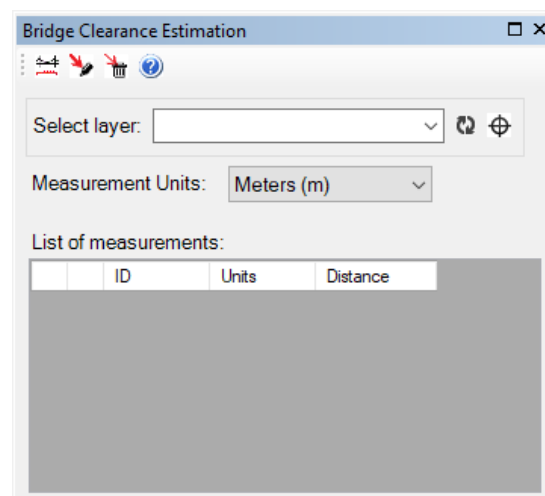 Bridge Clearance Estimation
Select layer:
Measurement Units: Meters (m)
List of measurements:
ID Units Distance